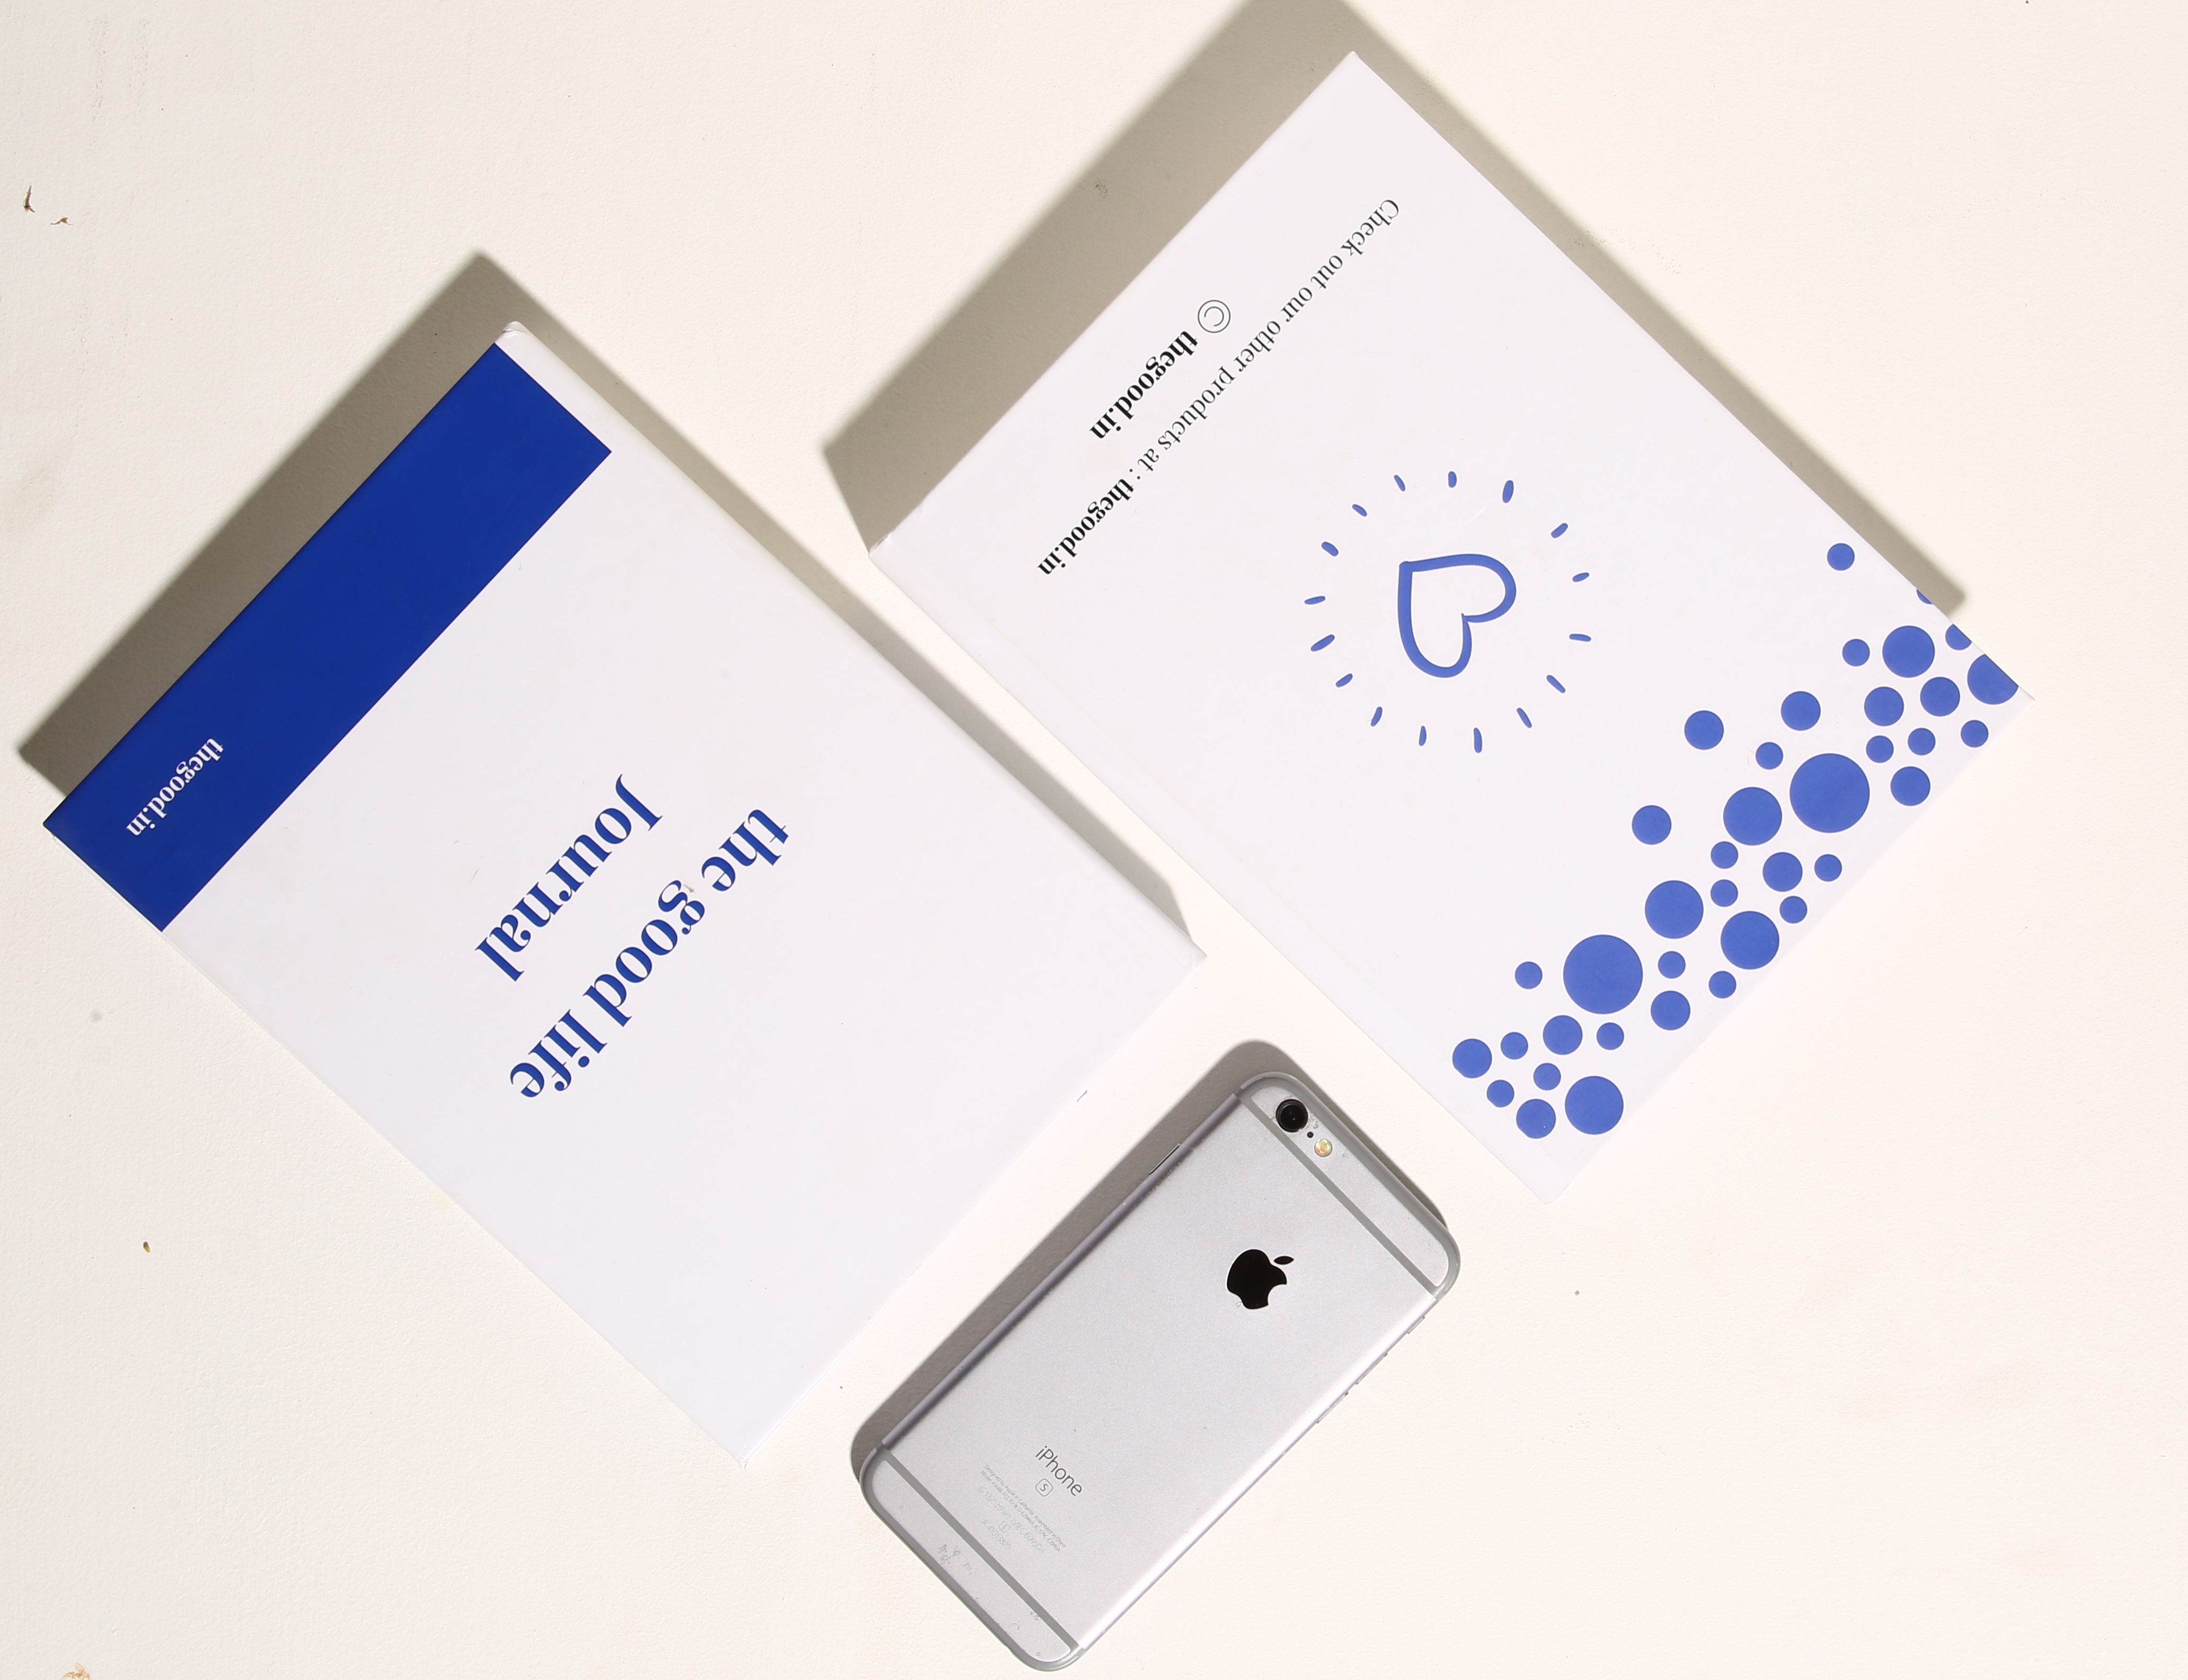 the good life
Journal
thegood.in
Check out our other products at : thegood.in
© thegood.in
iPhone
S